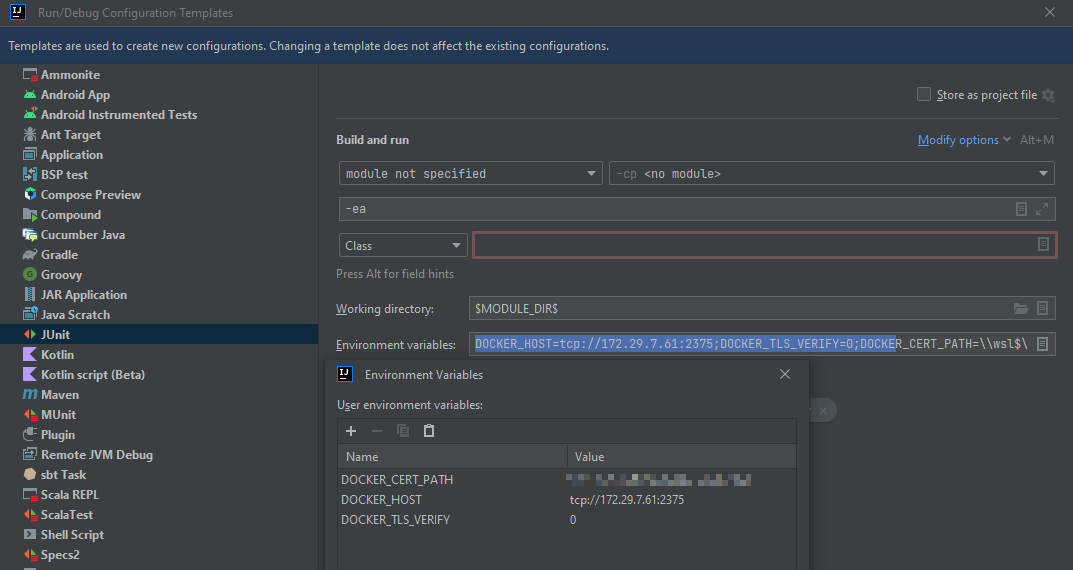 IJ Run/Debug Configuration Templates
Templates are used to create new configurations. Changing a template does not affect the existing configurations.
Ammonite
Android App
Android Instrumented Tests
Ant Target
Application
BSP test
Compose Preview
Compound
Cucumber Java
Gradle
G Groovy
JAR Application
Java Scratch
JUnit
Kotlin
Kotlin script (Beta)
m Maven
MUnit
Plugin
Remote JVM Debug
sbt Task
Scala REPL
ScalaTest
Shell Script
Specs2
Store as project file
Build and run
Modify options Alt+M
module not specified
-cp <no module>
-ea
Class
Press Alt for field hints
Working directory: $MODULE_DIR$
Environment variables: DOCKER_HOST=tcp://172.29.7.61:2375;DOCKER_TLS_VERIFY=0;DOCKER_CERT_PATH=\\wsl$\
IJ Environment Variables
User environment variables:
Name Value
DOCKER_CERT_PATH
DOCKER_HOST tcp://172.29.7.61:2375
DOCKER_TLS_VERIFY 0